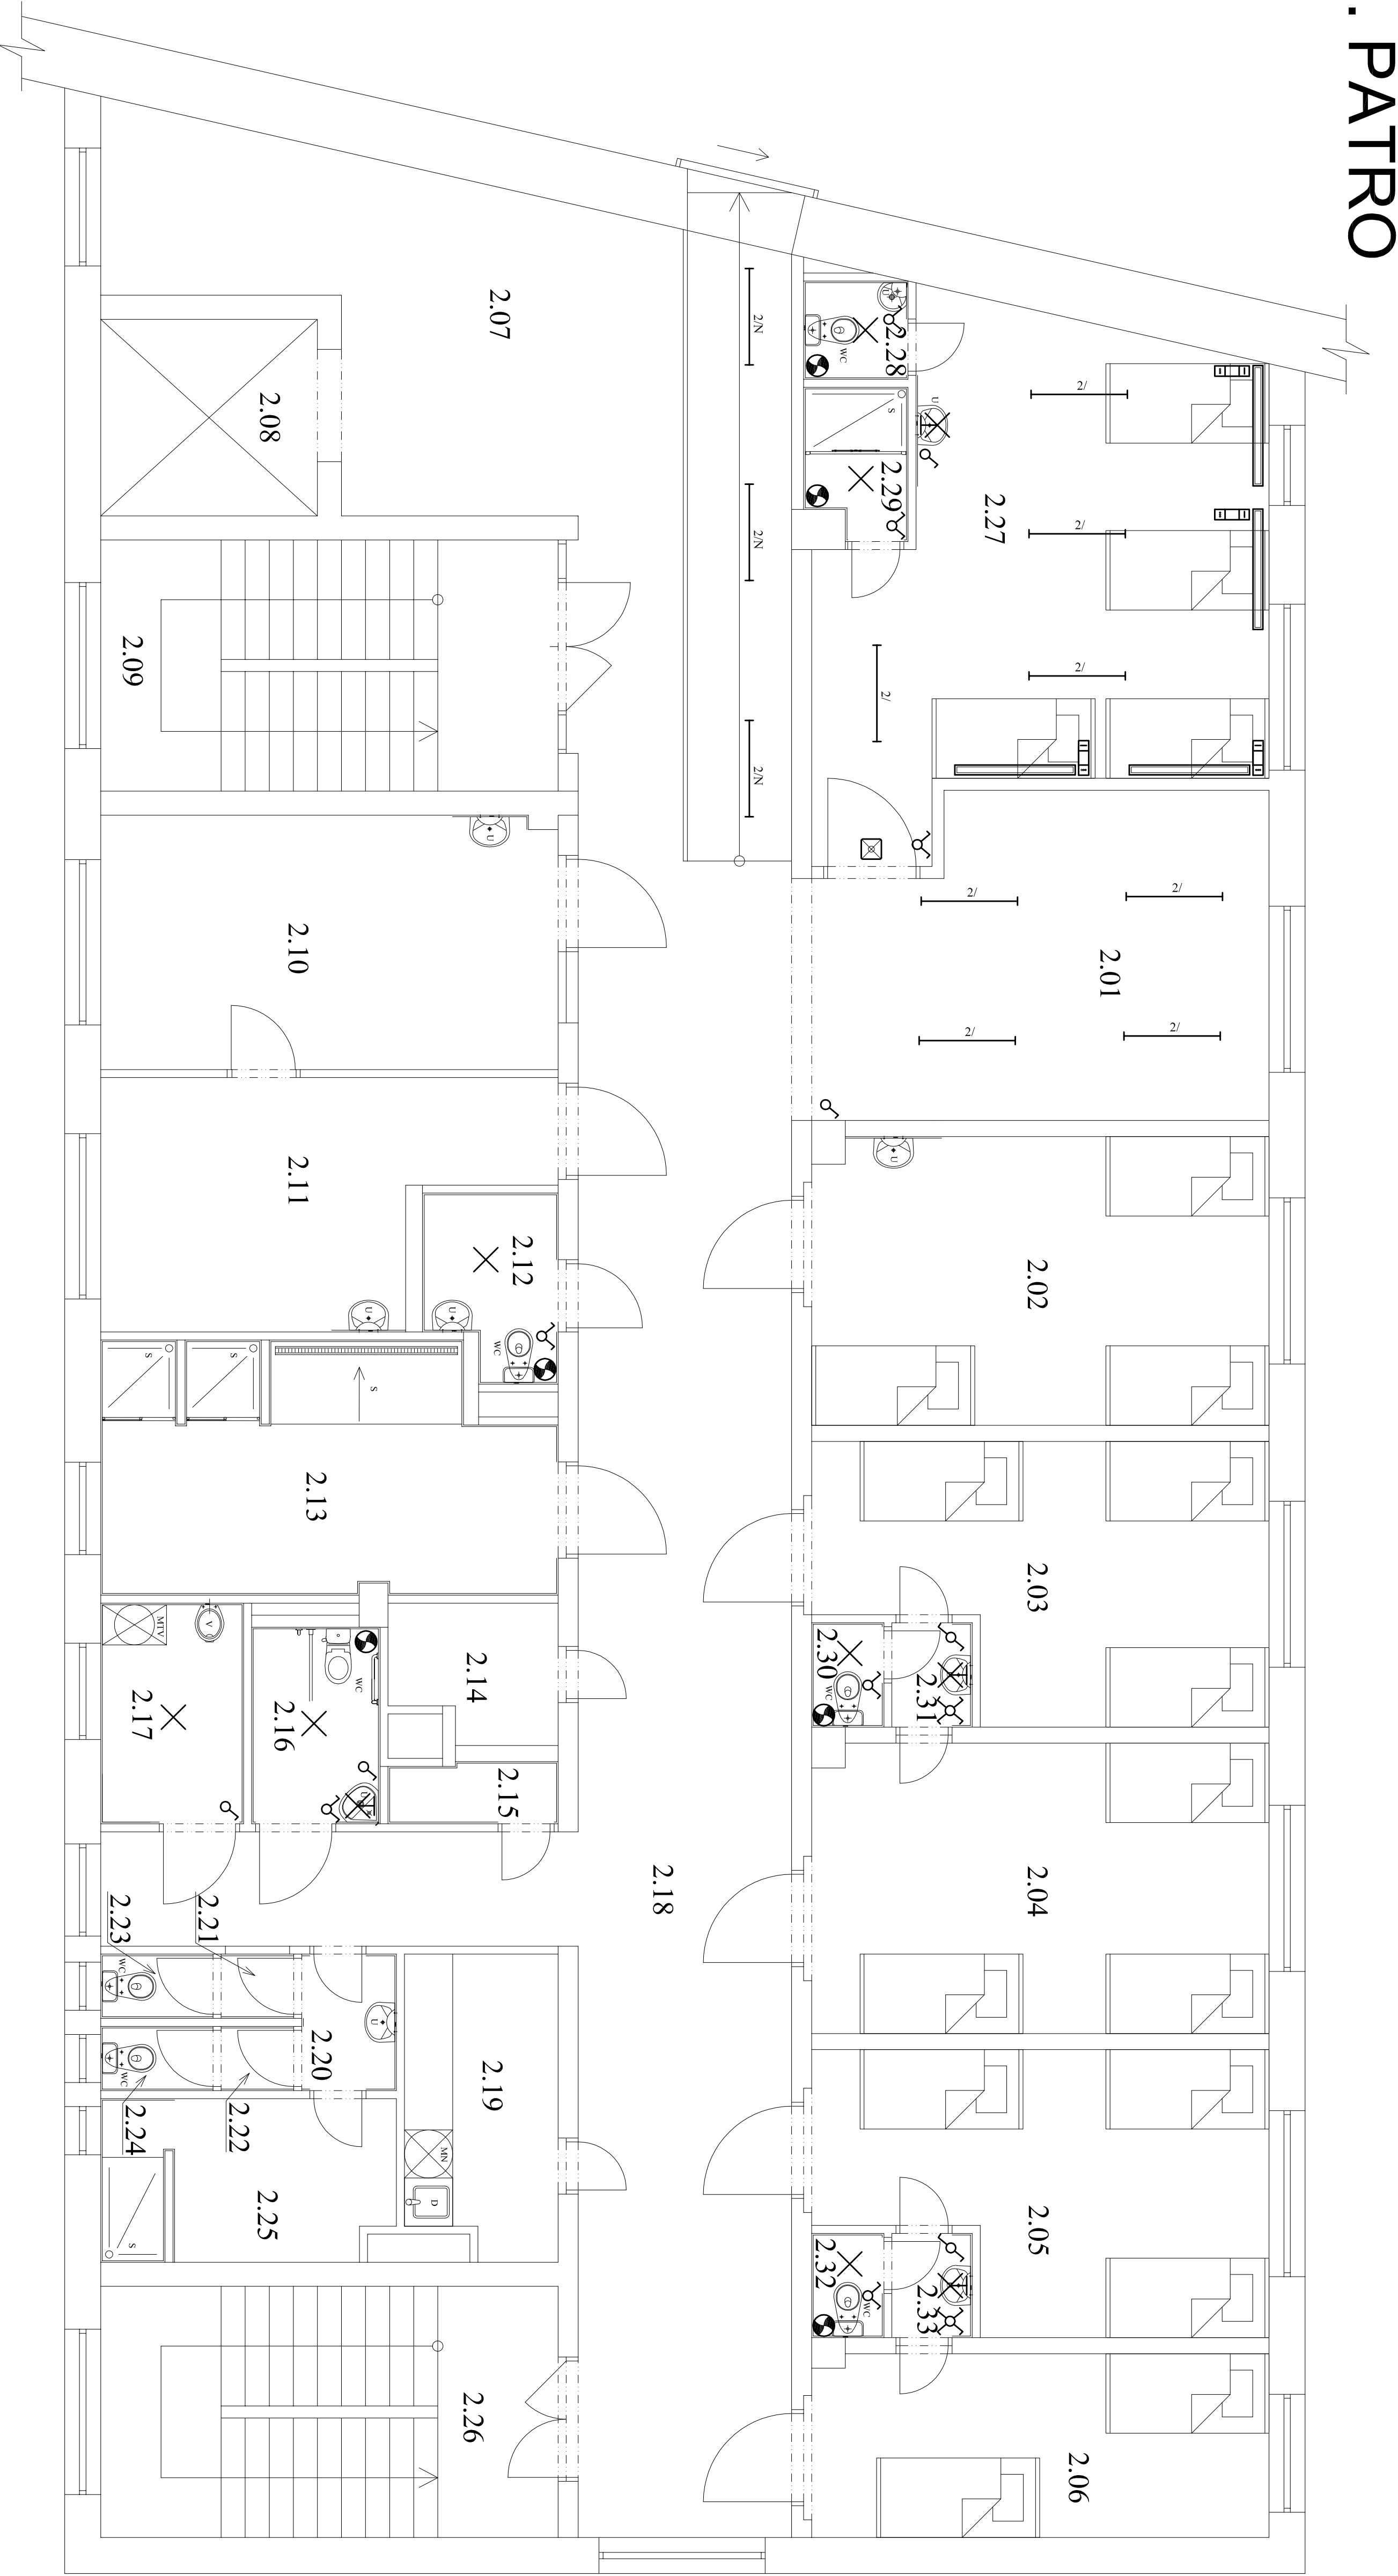 . PATRO
2/
2/
2/
2/
2/
2/
2/
2/
2/N
2/N
2/N
2.27
2.28
2.29
U
WC
U
S
2.01
2.02
U
2.03
2.30
2.31
WC
2.04
2.05
2.32
2.33
WC
2.06
2.07
2.08
2.09
2.10
U
2.11
U
2.12
U
WC
2.13
S
S
S
2.14
2.15
2.16
WC
U
2.17
V
MTV
2.18
2.19
MN
D
2.20
U
2.21
2.22
2.23
2.24
WC
WC
2.25
S
2.26